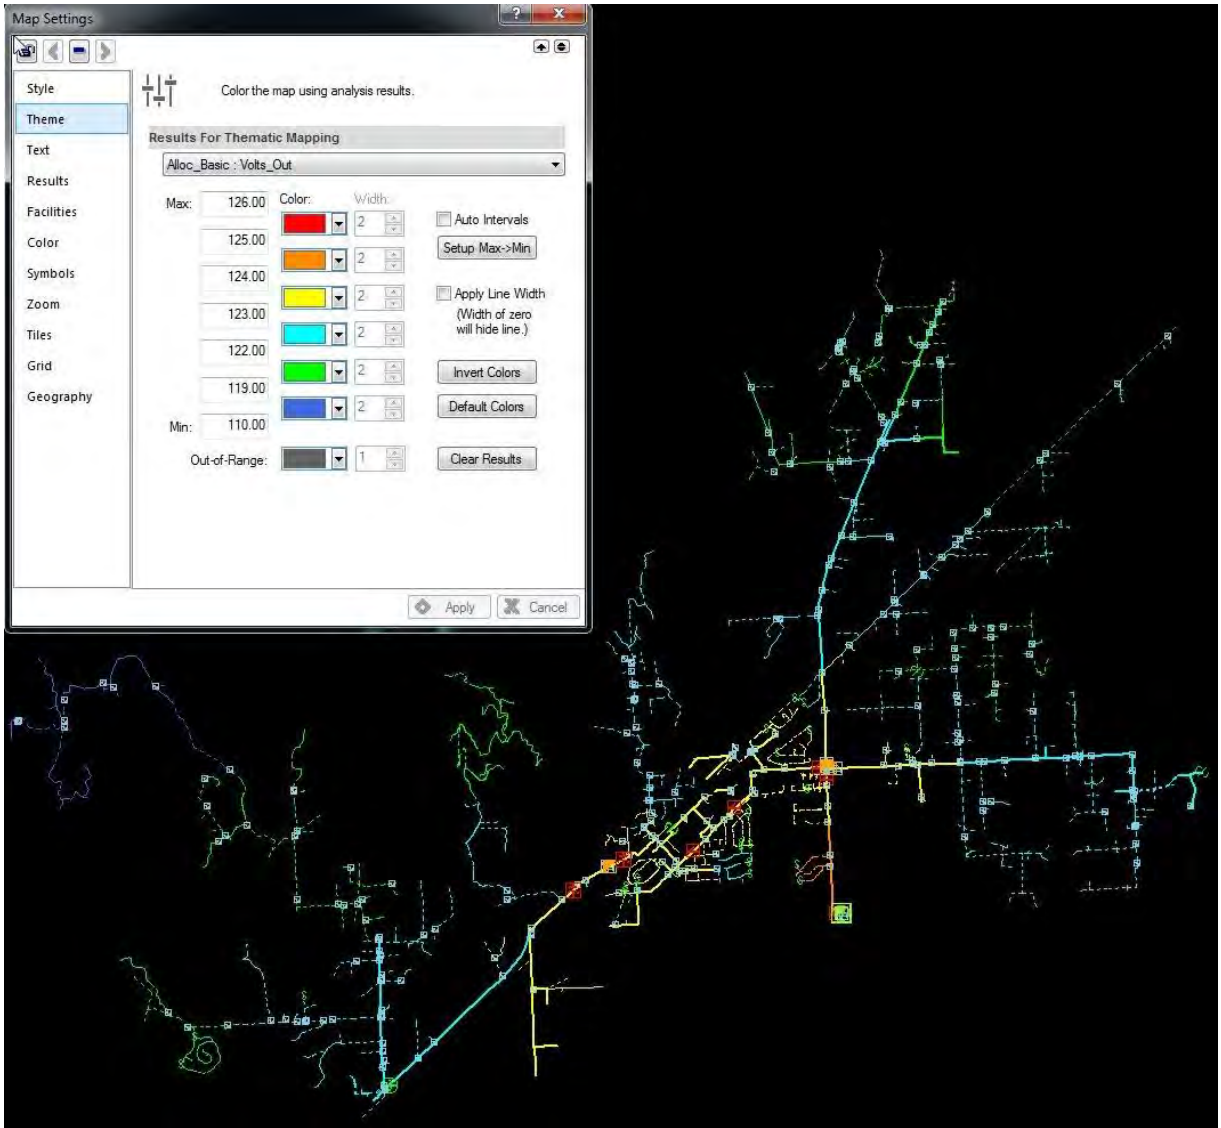 Map Settings
Style
Theme
Text
Results
Facilities
Color
Symbols
Zoom
Tiles
Grid
Geography
Color the map using analysis results.
Results For Thematic Mapping
Alloc_Basic : Volts_Out
Max: 126.00 Color: Width:
2
125.00
2
124.00
2
123.00
2
122.00
2
119.00
2
Min: 110.00
Out-of-Range: 1
Auto Intervals
Setup Max->Min
Apply Line Width
(Width of zero
will hide line.)
Invert Colors
Default Colors
Clear Results
Apply Cancel